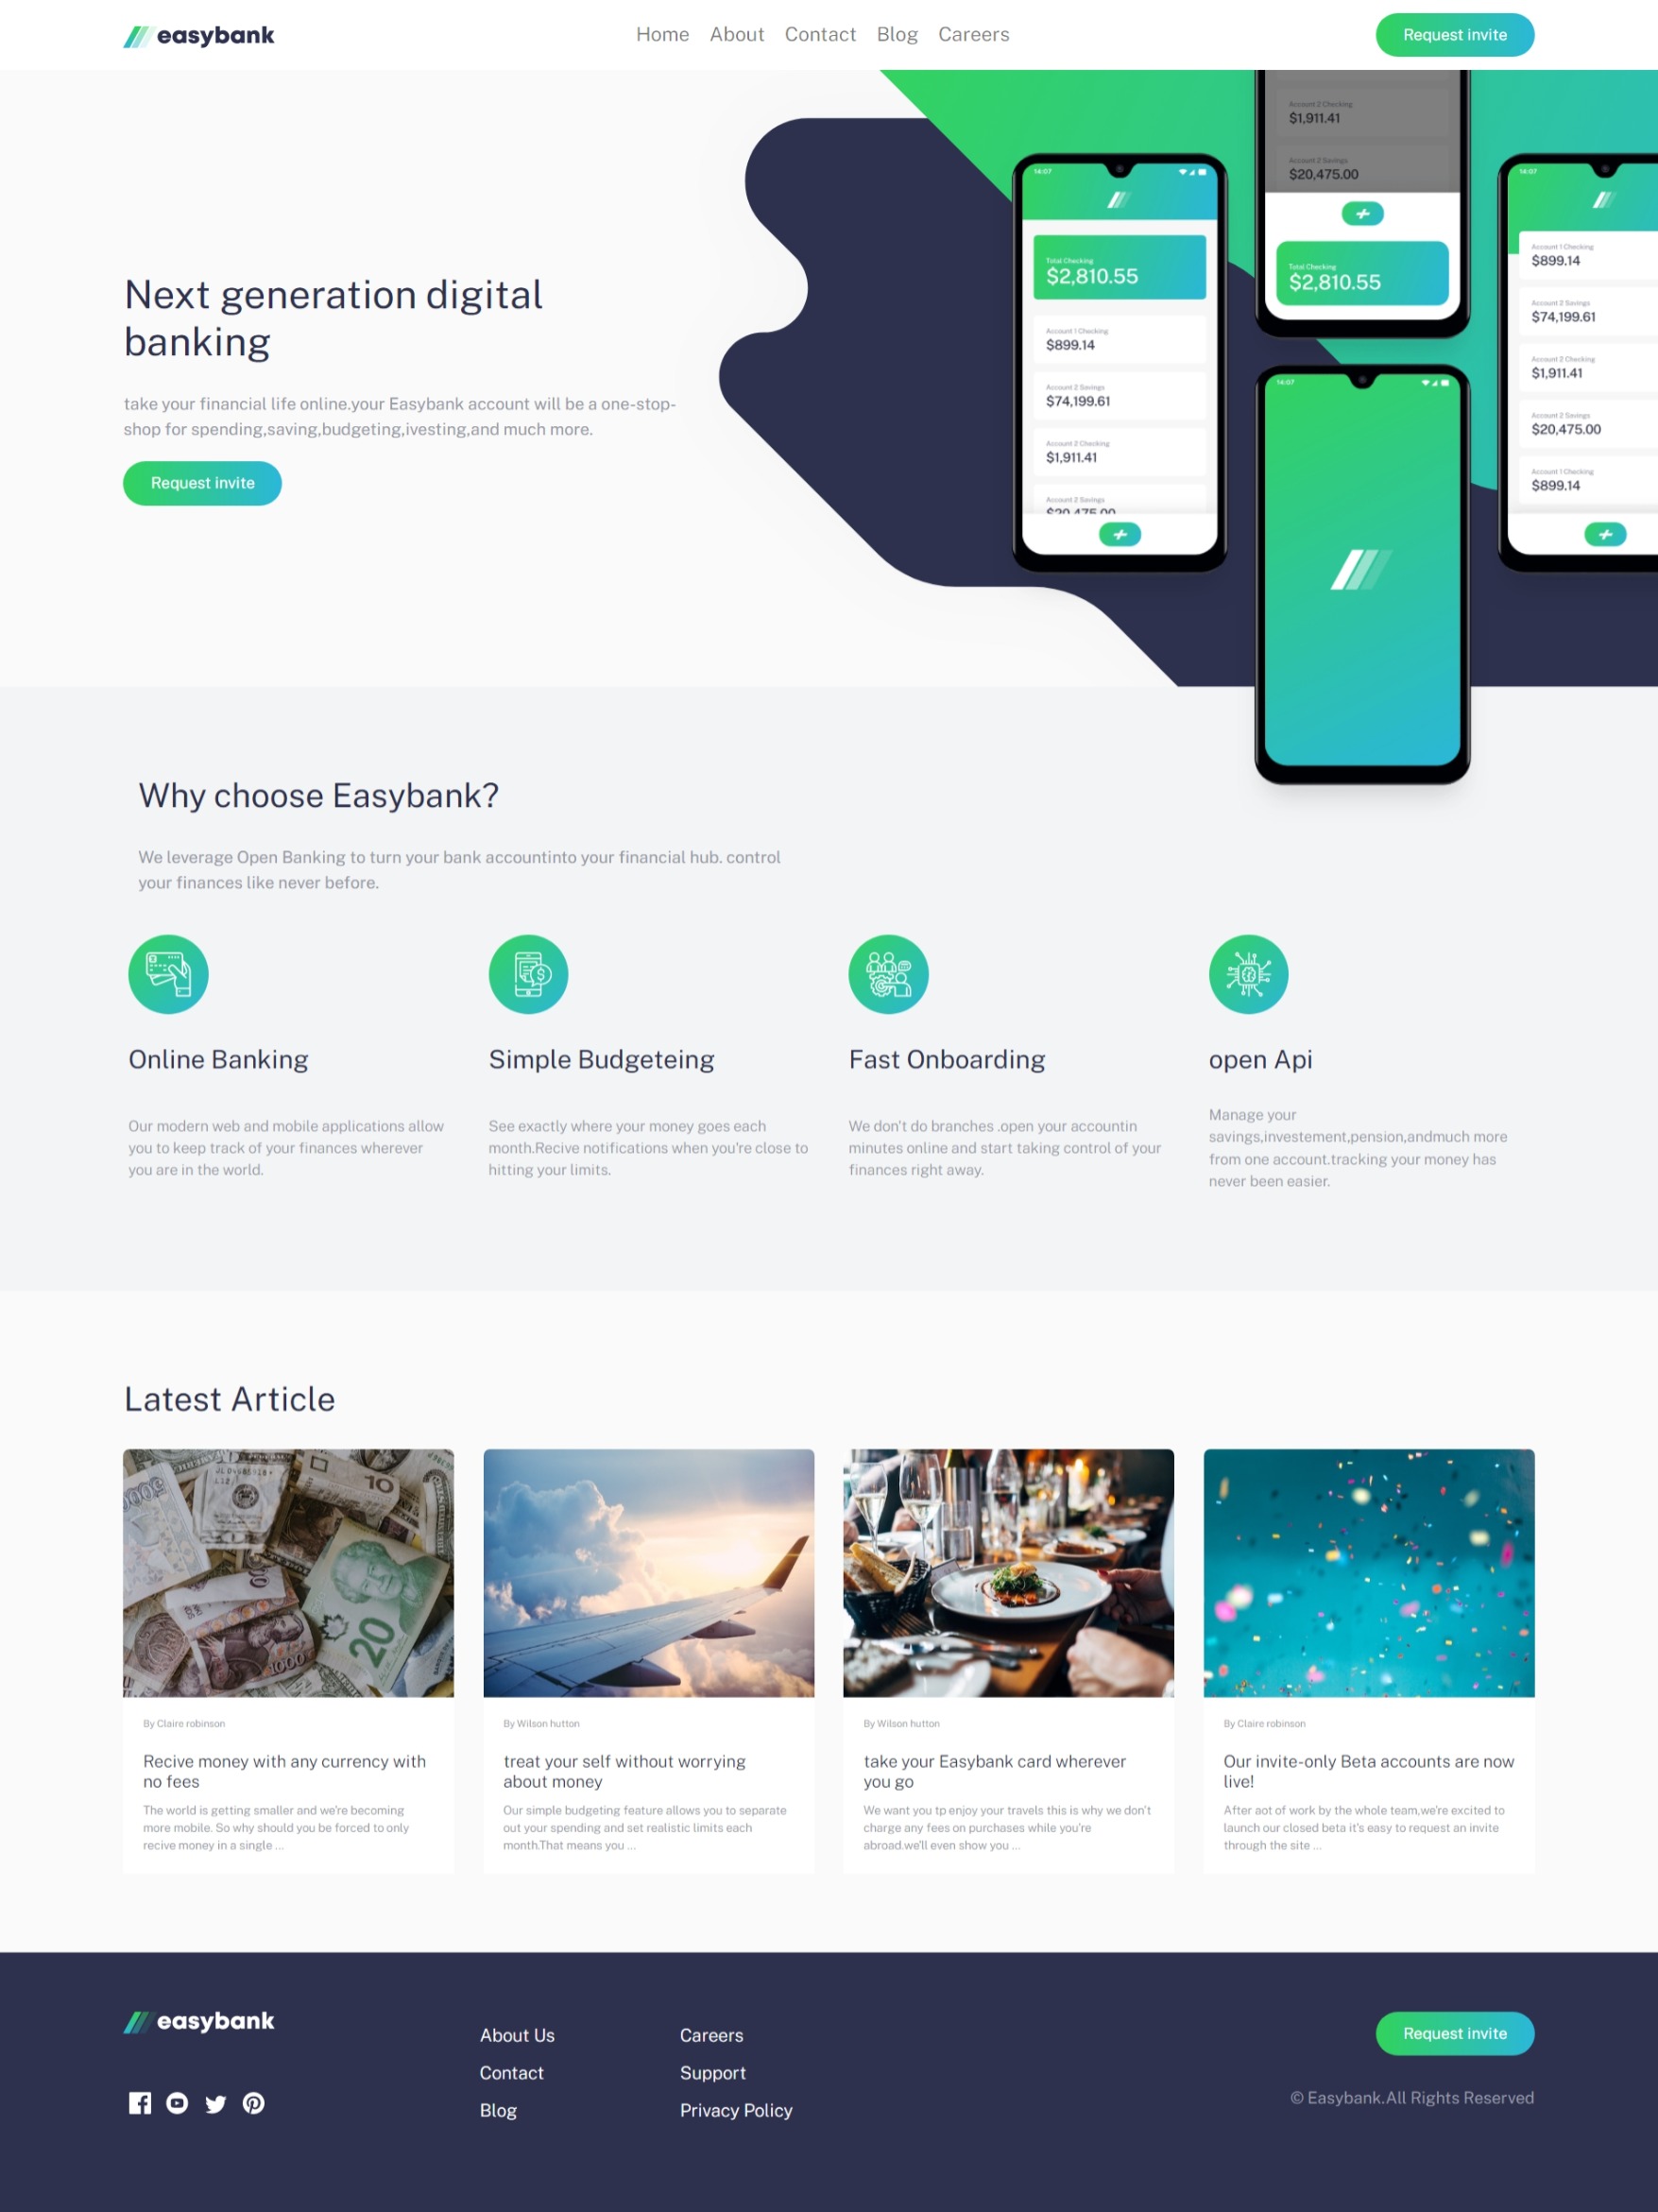 easybank
Home About Contact Blog Careers
Request invite
Next generation digital
banking
take your financial life online.your Easybank account will be a one-stop-
shop for spending,saving,budgeting,ivesting,and much more.
Request invite
14:07
Total Checking
$2,810.55
Account 1 Checking
$899.14
Account 2 Savings
$74,199.61
Account 2 Checking
$1,911.41
Account 2 Savings
$20,475.00
Account 2 Checking
$1,911.41
Account 2 Savings
$20,475.00
Total Checking
$2,810.55
14:07
14:07
Account 1 Checking
$899.14
Account 2 Savings
$74,199.61
Account 2 Checking
$1,911.41
Account 2 Savings
$20,475.00
Account 1 Checking
$899.14
Why choose Easybank?
We leverage Open Banking to turn your bank accountinto your financial hub. control
your finances like never before.
Online Banking
Our modern web and mobile applications allow
you to keep track of your finances wherever
you are in the world.
Simple Budgeteing
See exactly where your money goes each
month.Recive notifications when you're close to
hitting your limits.
Fast Onboarding
We don't do branches .open your accountin
minutes online and start taking control of your
finances right away.
open Api
Manage your
savings,investement,pension,andmuch more
from one account.tracking your money has
never been easier.
Latest Article
10
20
1000
By Claire robinson
Recive money with any currency with
no fees
The world is getting smaller and we're becoming
more mobile. So why should you be forced to only
recive money in a single ...
By Wilson hutton
treat your self without worrying
about money
Our simple budgeting feature allows you to separate
out your spending and set realistic limits each
month.That means you ...
By Wilson hutton
take your Easybank card wherever
you go
We want you tp enjoy your travels this is why we don't
charge any fees on purchases while you're
abroad.we'll even show you ...
By Claire robinson
Our invite-only Beta accounts are now
live!
After aot of work by the whole team,we're excited to
launch our closed beta it's easy to request an invite
through the site ...
easybank
About Us
Contact
Blog
Careers
Support
Privacy Policy
Request invite
© Easybank.All Rights Reserved